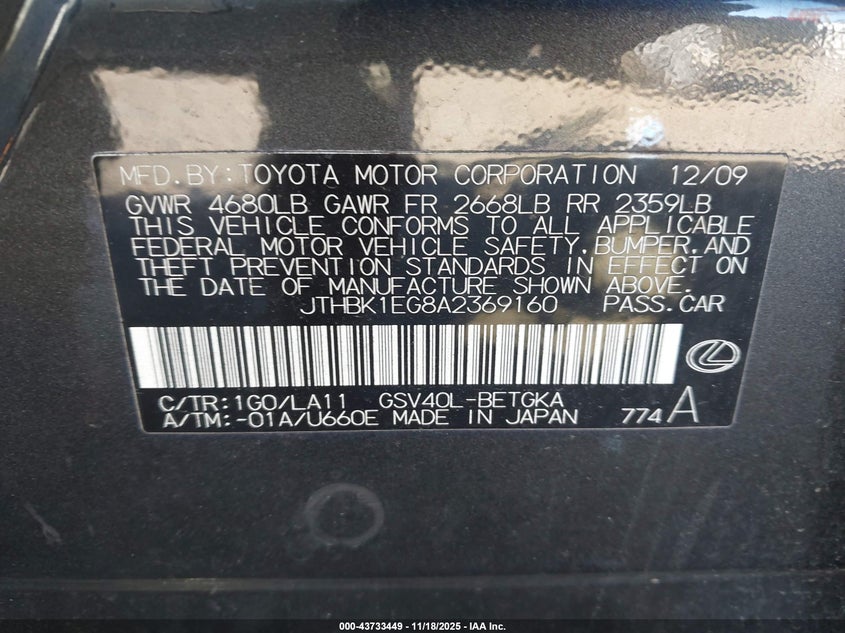 MFD.BY:TOYOTA MOTOR CORPORATION 12/09
GVWR 4680LB GAWR FR 2668LB RR 2359LB
THIS VEHICLE CONFORMS TO ALL APPLICABLE
FEDERAL MOTOR VEHICLE SAFETY,BUMPER,AND
THEFT PREVENTION STANDARDS IN EFFECT ON
THE DATE OF MANUFACTURE SHOWN ABOVE.
JTHBK1EG8A2369160 PASS.CAR
C/TR:1G0/LA11 GSV40L-BETGKA
A/TM:-01A/U660E MADE IN JAPAN 774A
000-43733449 - 11/18/2025 - IAA Inc.